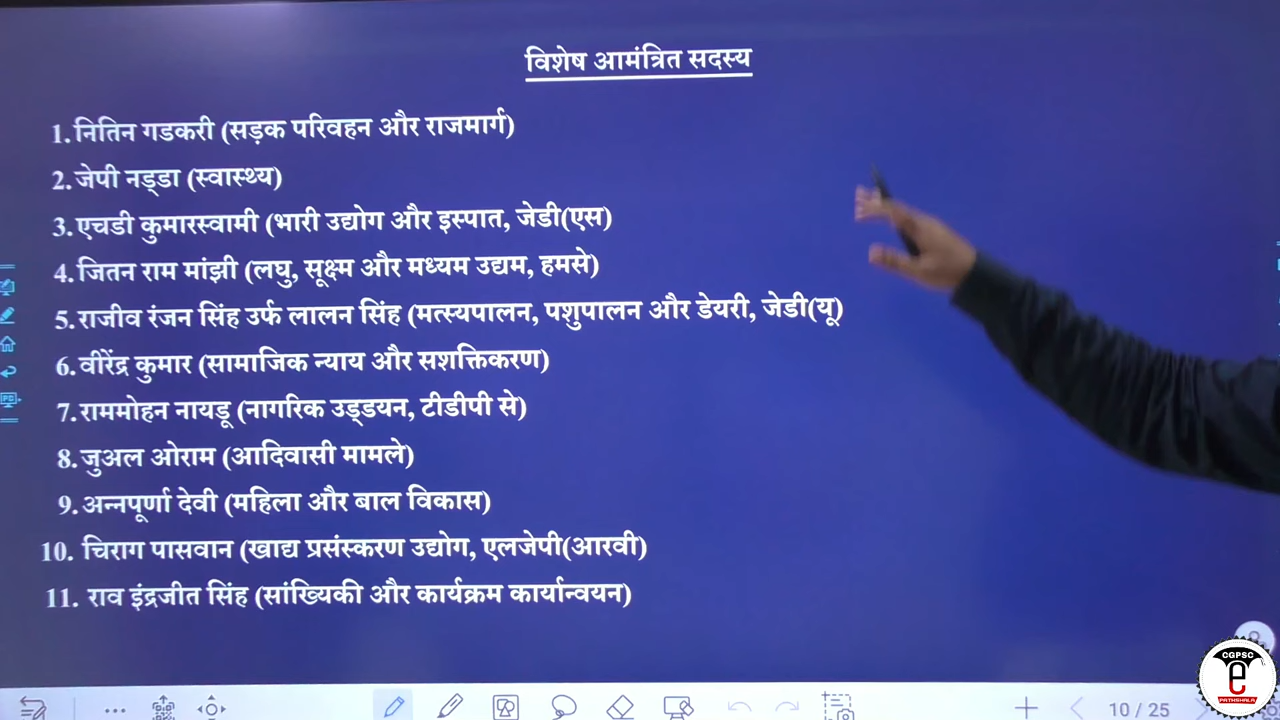 विशेष आमंत्रित सदस्य
1. नितिन गडकरी (सड़क परिवहन और राजमार्ग)
2. जेपी नड्डा (स्वास्थ्य)
3. एचडी कुमारस्वामी (भारी उद्योग और इस्पात, जेडी(एस)
4. जितन राम मांझी (लघु, सूक्ष्म और मध्यम उद्यम, हमसे)
5. राजीव रंजन सिंह उर्फ लालन सिंह (मत्स्यपालन, पशुपालन और डेयरी, जेडी(यू)
6. वीरेंद्र कुमार (सामाजिक न्याय और सशक्तिकरण)
7. राममोहन नायडू (नागरिक उड्डयन, टीडीपी से)
8. जुअल ओराम (आदिवासी मामले)
9. अन्नपूर्णा देवी (महिला और बाल विकास)
10. चिराग पासवान (खाद्य प्रसंस्करण उद्योग, एलजेपी(आरवी)
11. राव इंद्रजीत सिंह (सांख्यिकी और कार्यक्रम कार्यान्वयन)
CGPSC
e
PATHSHALA
10 / 25